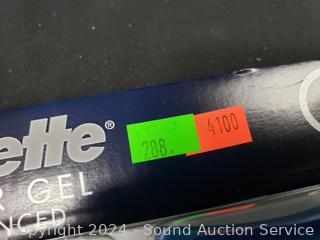 ette®
R GEL
NCED
288.
4100
Copyright 2024 - Sound Auction Service